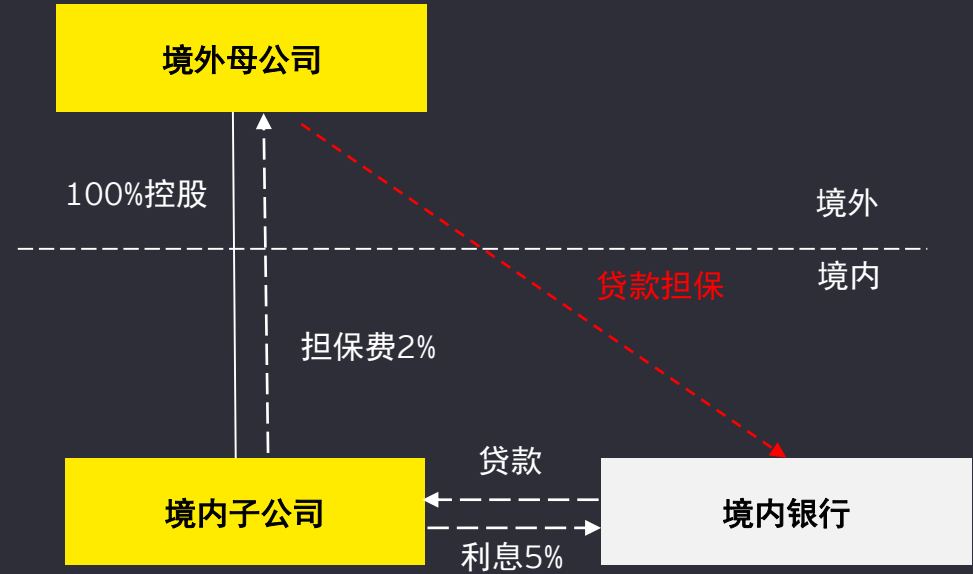 境外母公司
100%控股
境外
境内
贷款担保
担保费2%
贷款
境内子公司
境内银行
利息5%